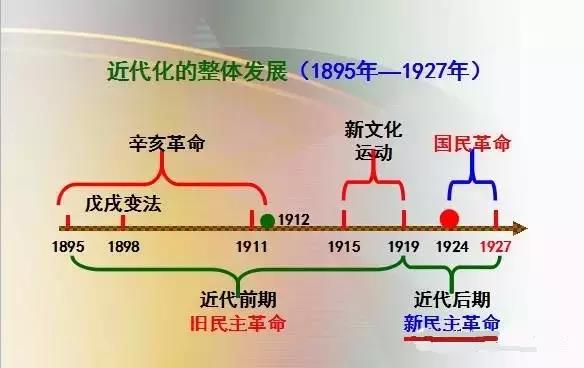 近代化的整体发展（1895年—1927年）
辛亥革命
新文化
运动
国民革命
戊戌变法
1912
1895
1898
1911
1915
1919
1924
1927
近代前期
旧民主革命
近代后期
新民主革命